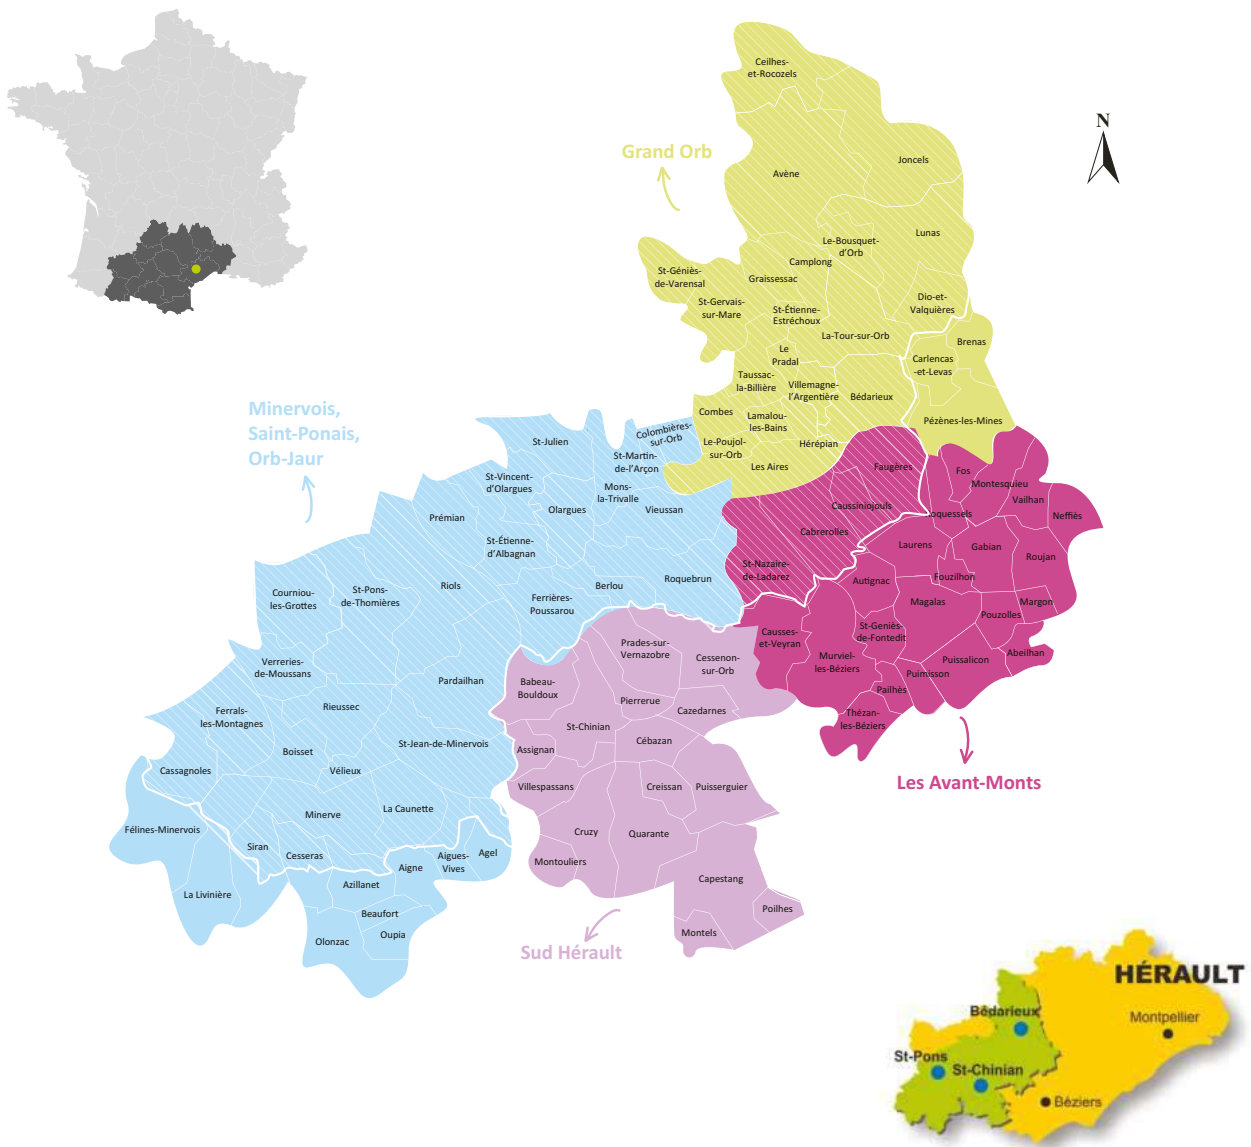 N
Ceilhes-
et-Rocozels
Grand Orb
Joncels
Avène
Lunas
Le-Bousquet-
d'Orb
Camplong
St-Géniès-
de-Varensal
Graissessac
St-Gervais-
sur-Mare
Dio-et-
Valquières
St-Étienne-
Estréchoux
La-Tour-sur-Orb
Brenas
Le
Pradal
Carlencas
-et-Levas
Taussac-
la-Billière
Villemagne-
l'Argentière
Bédarieux
Combes
Lamalou-
les-Bains
Pézènes-les-Mines
Le-Poujol-
sur-Orb
Hérépian
Les Aires
Minervois,
Saint-Ponais,
Orb-Jaur
Colombières-
sur-Orb
St-Julien
St-Martin-
de-l'Arçon
St-Vincent-
d'Olargues
Mons-
la-Trivalle
Olargues
Vieussan
Prémian
St-Étienne-
d'Albagnan
Roquebrun
Berlou
Riols
St-Pons-
de-Thomières
Courniou-
les-Grottes
Ferrières-
Poussarou
Verreries-
de-Moussans
Pardailhan
Rieussec
Ferrals-
les-Montagnes
Boisset
St-Jean-de-Minervois
Vélieux
Cassagnoles
La Caunette
Minerve
Félines-Minervois
Siran
Cesseras
Aigne
Aigues-
Vives
Agel
Azillanet
La Livinière
Beaufort
Oupia
Olonzac
Faugères
Fos
Montesquieu
Vailhan
Neffiès
Caussiniojouls
oquessels
Cabrerolles
Laurens
Gabian
Roujan
St-Nazaire-
de-Ladarez
Autignac
Fouzilhon
Magalas
Margon
Pouzolles
Causses-
et-Veyran
St-Geniès-
de-Fontedit
Abeilhan
Murviel-
les-Béziers
Puissalicon
Puimisson
Pailhès
Thézan-
les-Béziers
Les Avant-Monts
Prades-sur-
Vernazobre
Cessenon-
sur-Orb
Babeau-
Bouldoux
Pierrerue
Cazedarnes
St-Chinian
Cébazan
Assignan
Villespassans
Creissan
Puisserguier
Cruzy
Quarante
Montouliers
Capestang
Poilhes
Montels
Sud Hérault
HÉRAULT
Bédarieux
Montpellier
St-Pons
St-Chinian
Béziers